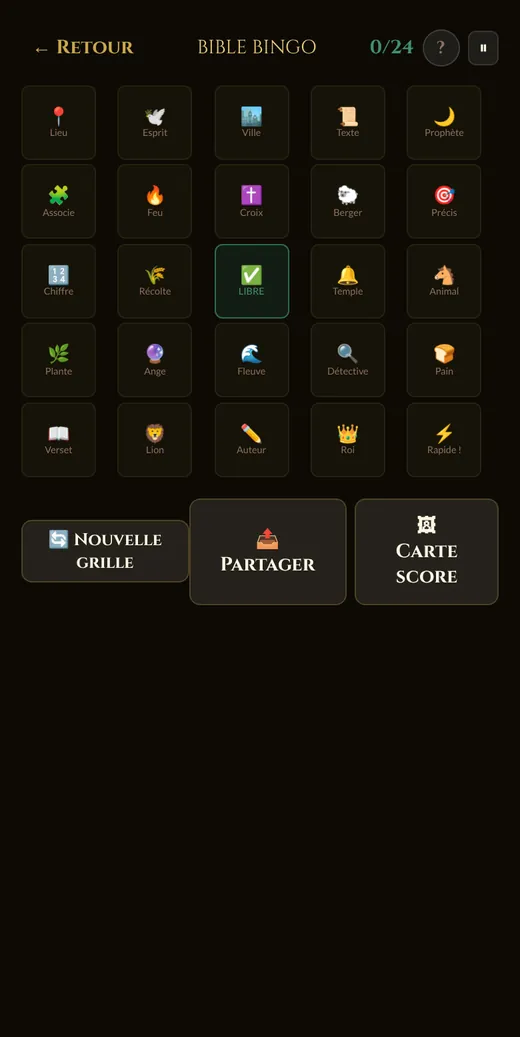 ← Retour
BIBLE BINGO
0/24
?
Lieu
Esprit
Ville
Texte
Prophète
Associe
Feu
Croix
Berger
Précis
1234
Chiffre
Récolte
LIBRE
Temple
Animal
Plante
Ange
Fleuve
Détective
Pain
Verset
Lion
Auteur
Roi
Rapide !
Nouvelle
grille
Partager
Carte
score